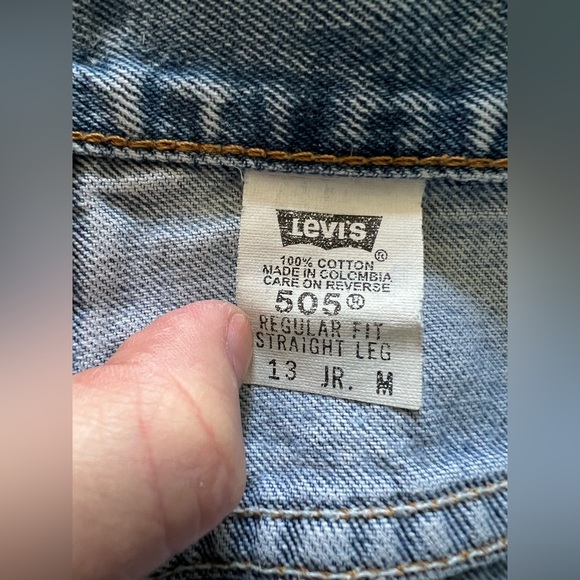 Levi's
®
100% COTTON
MADE IN COLOMBIA
CARE ON REVERSE
505®
REGULAR FIT
STRAIGHT LEG
13 JR. M